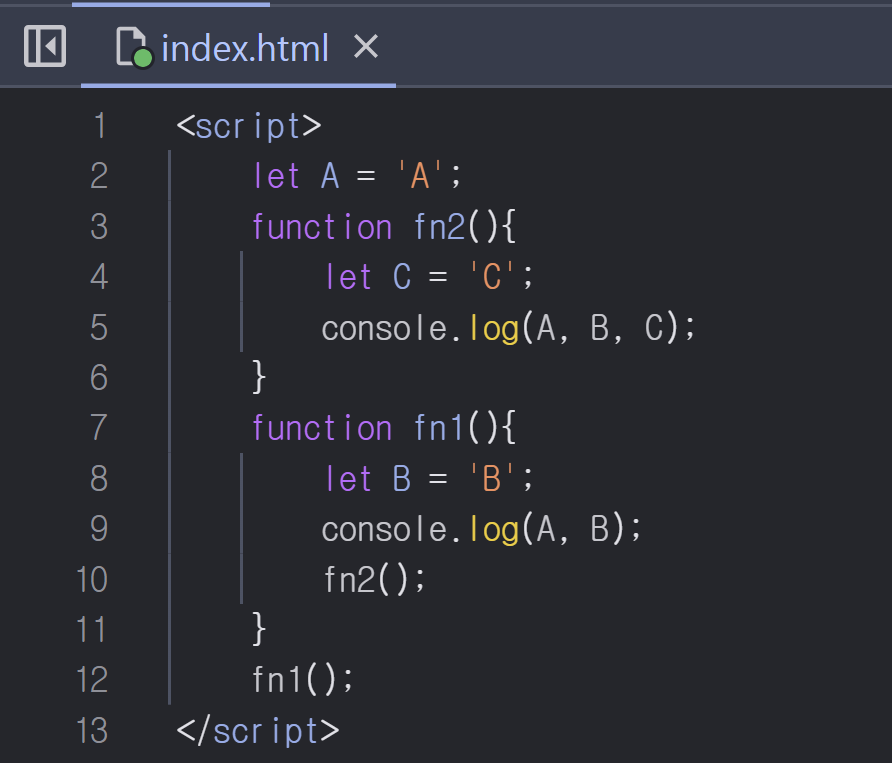 index.html
1 <script>
2 let A = 'A';
3 function fn2(){
4 let C = 'C';
5 console.log(A, B, C);
6 }
7 function fn1(){
8 let B = 'B';
9 console.log(A, B);
10 fn2();
11 }
12 fn1();
13 </script>